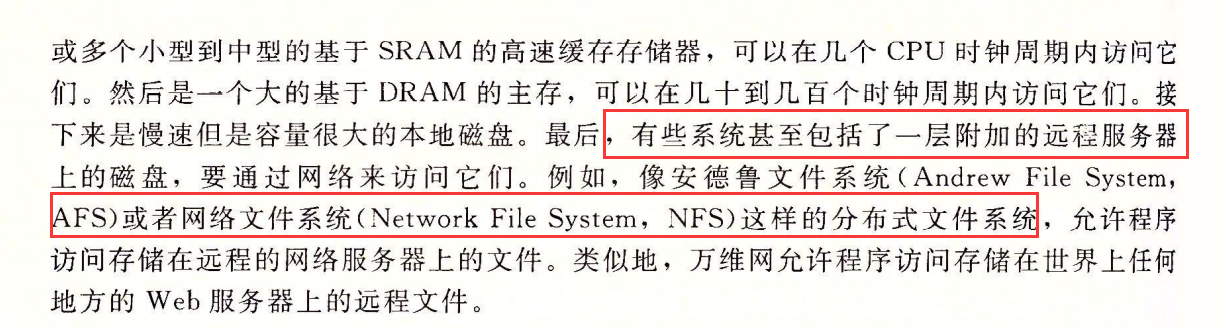 或多个小型到中型的基于 SRAM 的高速缓存存储器，可以在几个 CPU 时钟周期内访问它
们。然后是一个大的基于 DRAM 的主存，可以在几十到几百个时钟周期内访问它们。接
下来是慢速但是容量很大的本地磁盘。最后，有些系统甚至包括了一层附加的远程服务器
上的磁盘，要通过网络来访问它们。例如，像安德鲁文件系统(Andrew File System，
AFS)或者网络文件系统(Network File System，NFS)这样的分布式文件系统，允许程序
访问存储在远程的网络服务器上的文件。类似地，万维网允许程序访问存储在世界上任何
地方的 Web 服务器上的远程文件。